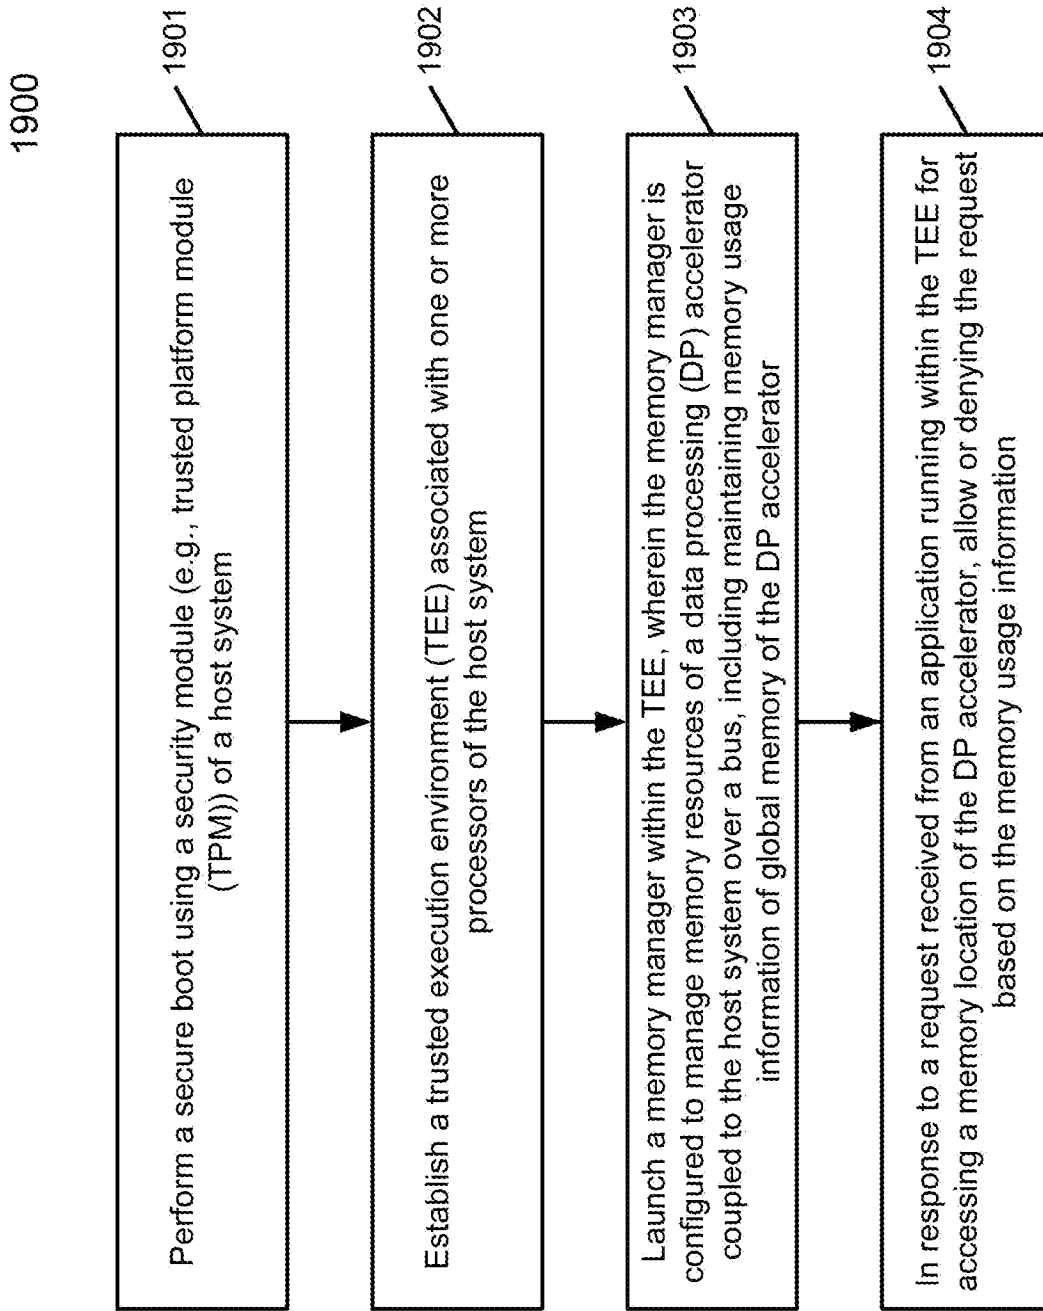 1900
1901
Perform a secure boot using a security module (e.g., trusted platform module
(TPM)) of a host system
1902
Establish a trusted execution environment (TEE) associated with one or more
processors of the host system
1903
Launch a memory manager within the TEE, wherein the memory manager is
configured to manage memory resources of a data processing (DP) accelerator
coupled to the host system over a bus, including maintaining memory usage
information of global memory of the DP accelerator
1904
In response to a request received from an application running within the TEE for
accessing a memory location of the DP accelerator, allow or denying the request
based on the memory usage information